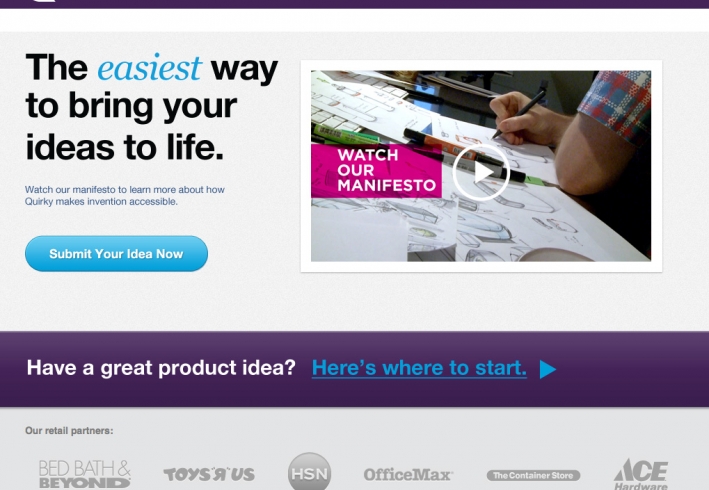 The easiest way
to bring your
ideas to life.
Watch our manifesto to learn more about how
Quirky makes invention accessible.
Submit Your Idea Now
WATCH
OUR
MANIFESTO
Have a great product idea? Here's where to start.
Our retail partners:
BED BATH &
BEYOND
TOYS"R"US
HSN
OfficeMax
The Container Store
ACE
Hardware